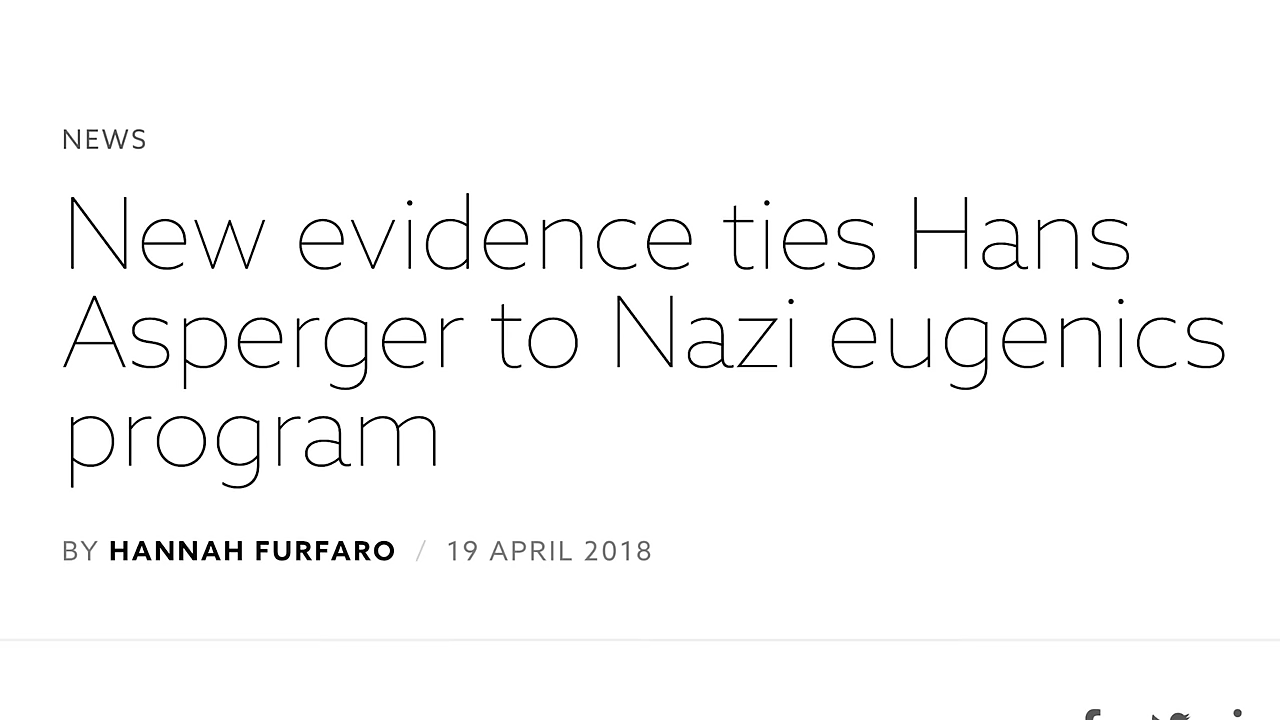 NEWS
New evidence ties Hans
Asperger to Nazi eugenics
program
BY HANNAH FURFARO / 19 APRIL 2018